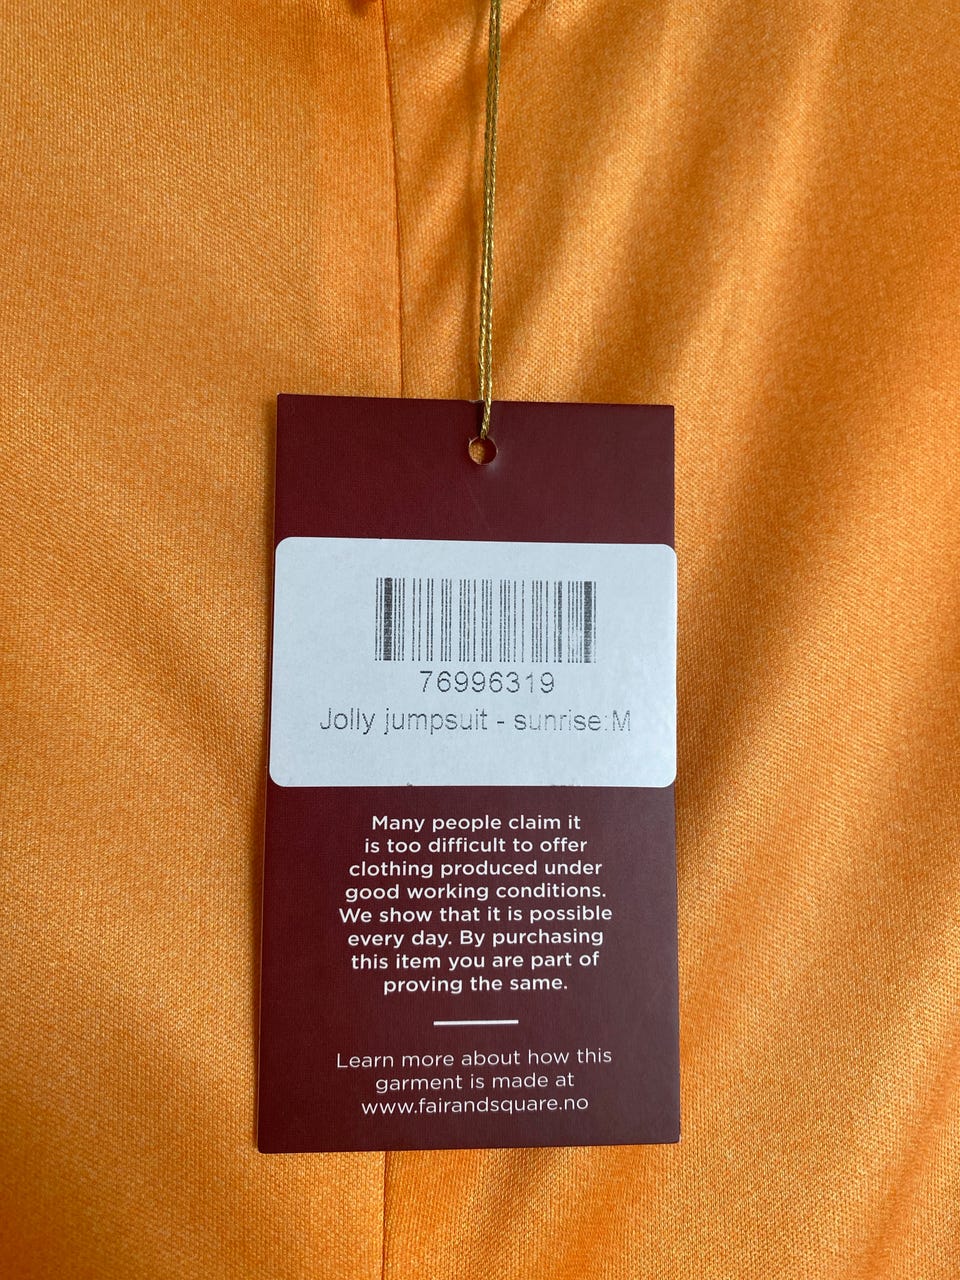 76996319
Jolly jumpsuit - sunrise:M
Many people claim it
is too difficult to offer
clothing produced under
good working conditions.
We show that it is possible
every day. By purchasing
this item you are part of
proving the same.
Learn more about how this
garment is made at
www.fairandsquare.no